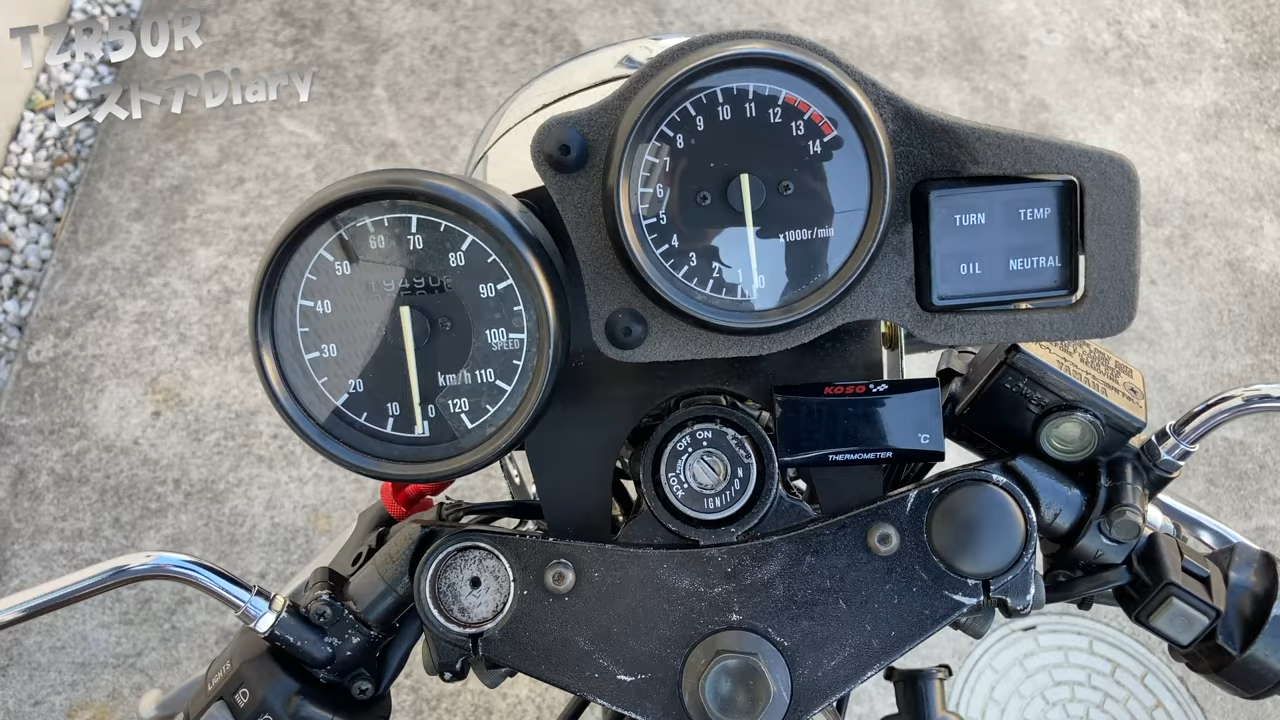 TZR50R
レストアDiary
14
13
12
11
10
9
8
7
6
5
4
3
2
1
0
x1000r/min
TURN TEMP
OIL NEUTRAL
60 70
50 80
40 90
30 100
SPEED
20 km/h 110
10 0 120
KOSO
℃
THERMOMETER
OFF ON
LOCK
IGNITION
LOWER
YAMAHA
LIGHTS